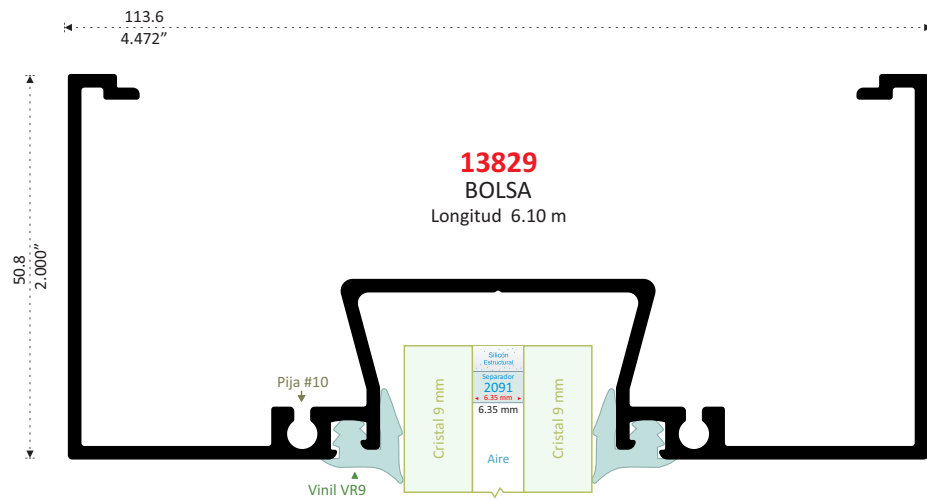 113.6
4.472”
50.8
2.000”
13829
BOLSA
Longitud 6.10 m
Pija #10
Cristal 9 mm
Silicón
Estructural
Separador
2091
6.35 mm
6.35 mm
Aire
Cristal 9 mm
Vinil VR9